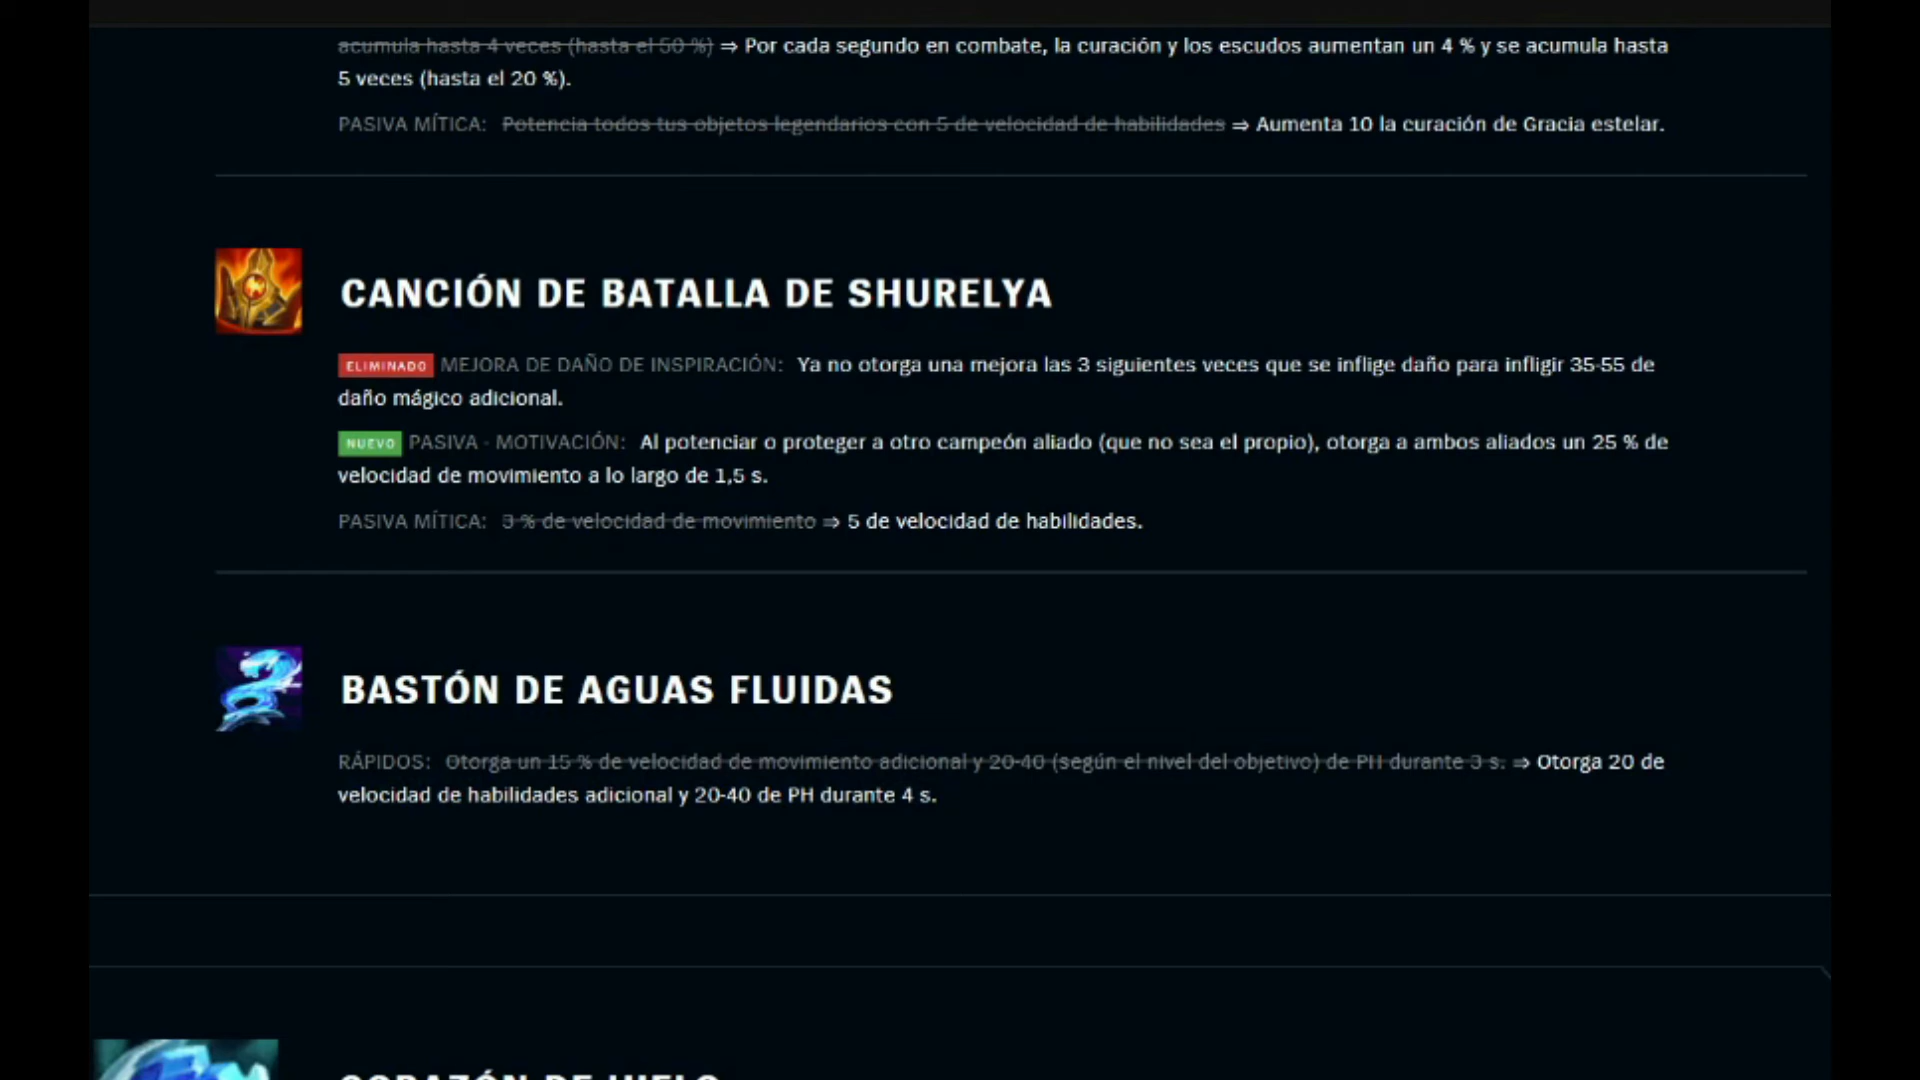 acumula hasta 4 veces (hasta el 50 %) ⇒ Por cada segundo en combate, la curación y los escudos aumentan un 4 % y se acumula hasta
5 veces (hasta el 20 %).
PASIVA MÍTICA: Potencia todos tus objetos legendarios con 5 de velocidad de habilidades ⇒ Aumenta 10 la curación de Gracia estelar.
CANCIÓN DE BATALLA DE SHURELYA
ELIMINADO MEJORA DE DAÑO DE INSPIRACIÓN: Ya no otorga una mejora las 3 siguientes veces que se inflige daño para infligir 35-55 de
daño mágico adicional.
NUEVO PASIVA - MOTIVACIÓN: Al potenciar o proteger a otro campeón aliado (que no sea el propio), otorga a ambos aliados un 25 % de
velocidad de movimiento a lo largo de 1,5 s.
PASIVA MÍTICA: 3 % de velocidad de movimiento ⇒ 5 de velocidad de habilidades.
BASTÓN DE AGUAS FLUIDAS
RÁPIDOS: Otorga un 15 % de velocidad de movimiento adicional y 20-40 (según el nivel del objetivo) de PH durante 3 s. ⇒ Otorga 20 de
velocidad de habilidades adicional y 20-40 de PH durante 4 s.
CORAZÓN DE HIELO